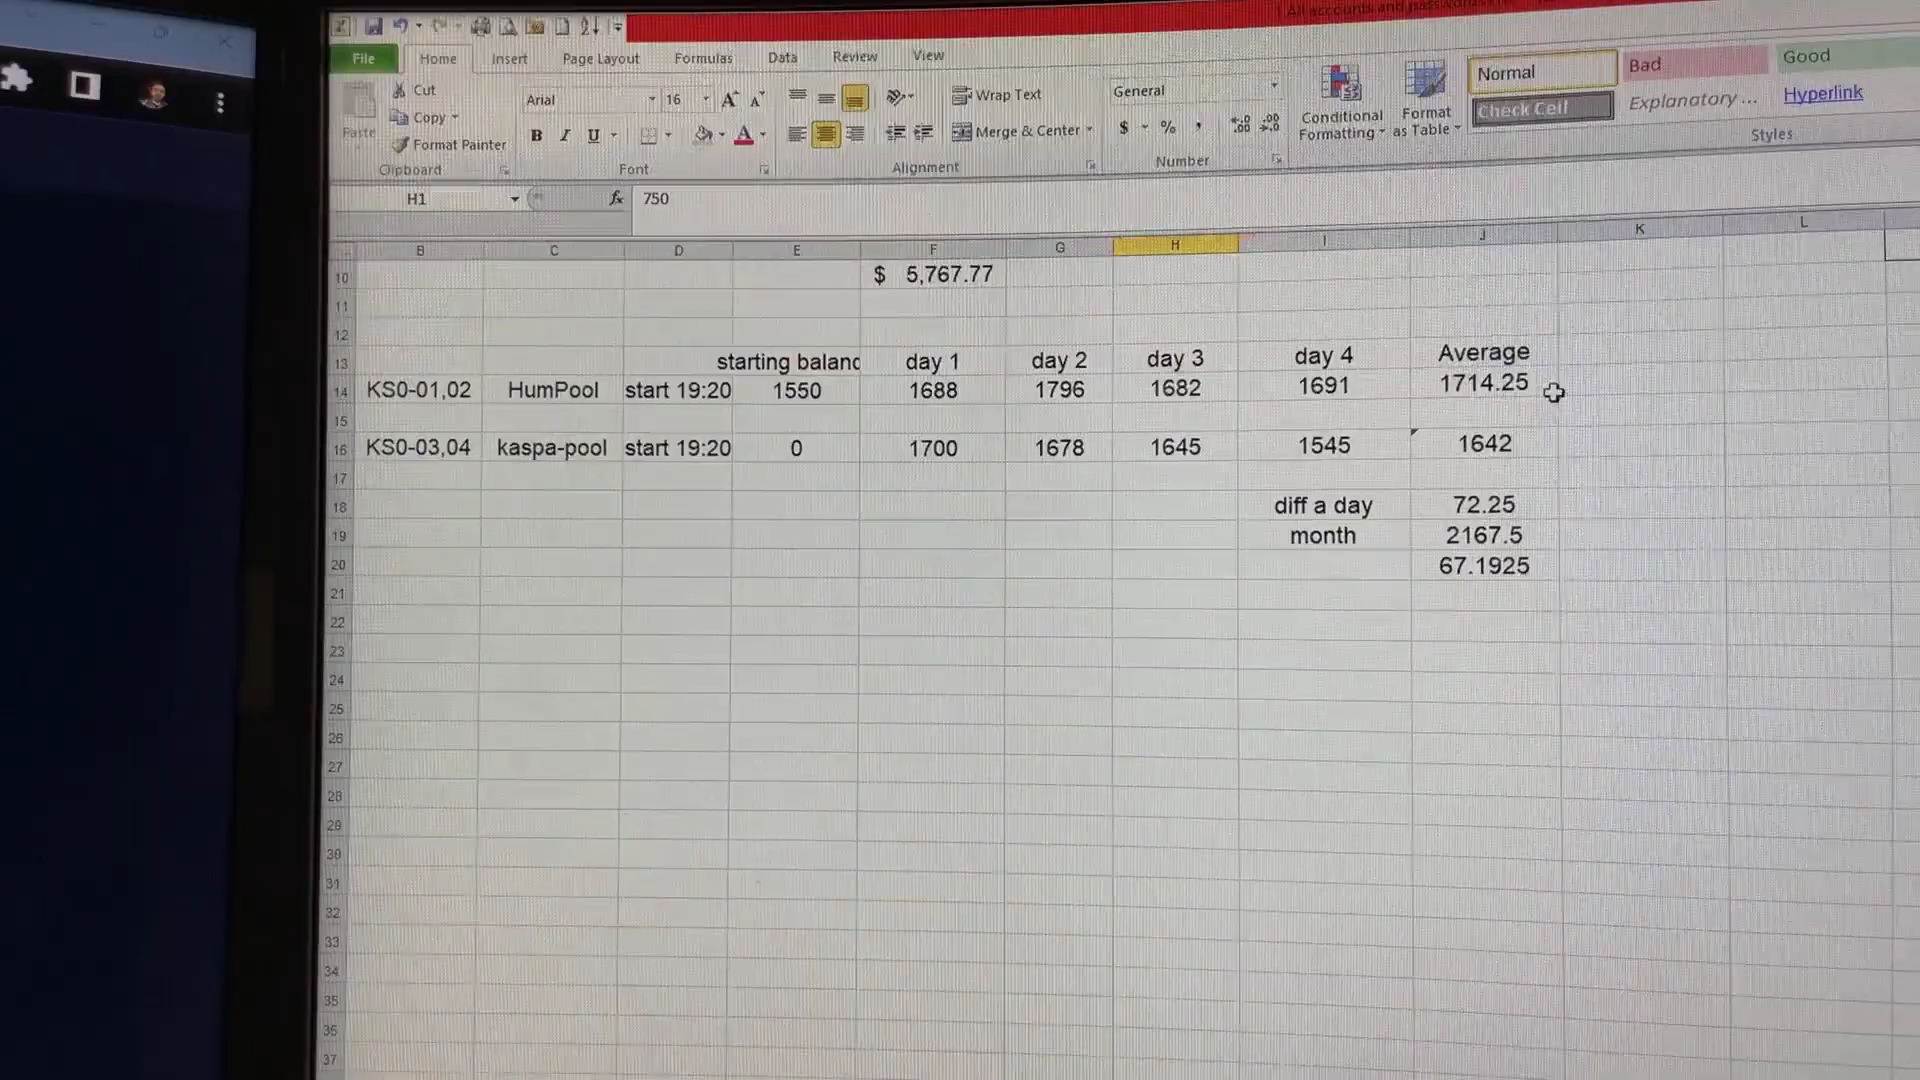 1 All accounts and passwords
File Home Insert Page Layout Formulas Data Review View
Cut
Copy
Format Painter
Paste
Clipboard
Arial 16
B I U A
Font
Wrap Text
Merge & Center
Alignment
General
$ % ,
Number
Conditional Formatting
Format as Table
Normal Bad Good
Check Cell Explanatory ... Hyperlink
Styles
H1 fx 750
B C D E F G H I J K L
10 $ 5,767.77
11
12
13 starting balanc day 1 day 2 day 3 day 4 Average
14 KS0-01,02 HumPool start 19:20 1550 1688 1796 1682 1691 1714.25
15
16 KS0-03,04 kaspa-pool start 19:20 0 1700 1678 1645 1545 1642
17
18 diff a day 72.25
19 month 2167.5
20 67.1925
21
22
23
24
25
26
27
28
29
30
31
32
33
34
35
36
37